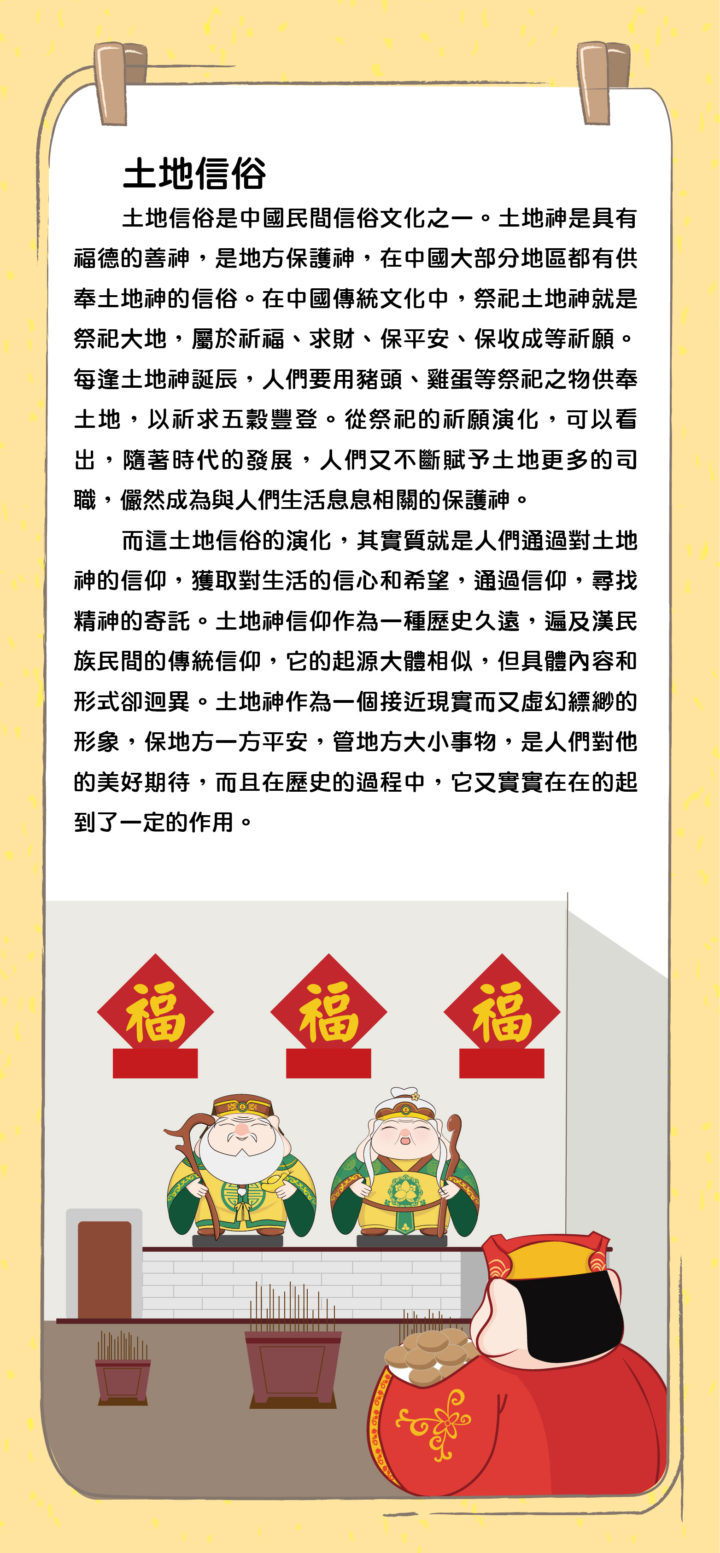 土地信俗
土地信俗是中國民間信俗文化之一。土地神是具有
福德的善神，是地方保護神，在中國大部分地區都有供
奉土地神的信俗。在中國傳統文化中，祭祀土地神就是
祭祀大地，屬於祈福、求財、保平安、保收成等祈願。
每逢土地神誕辰，人們要用豬頭、雞蛋等祭祀之物供奉
土地，以祈求五穀豐登。從祭祀的祈願演化，可以看
出，隨著時代的發展，人們又不斷賦予土地更多的司
職，儼然成為與人們生活息息相關的保護神。
而這土地信俗的演化，其實質就是人們通過對土地
神的信仰，獲取對生活的信心和希望，通過信仰，尋找
精神的寄託。土地神信仰作為一種歷史久遠，遍及漢民
族民間的傳統信仰，它的起源大體相似，但具體內容和
形式卻迥異。土地神作為一個接近現實而又虛幻縹緲的
形象，保地方一方平安，管地方大小事物，是人們對他
的美好期待，而且在歷史的過程中，它又實實在在的起
到了一定的作用。
福
福
福